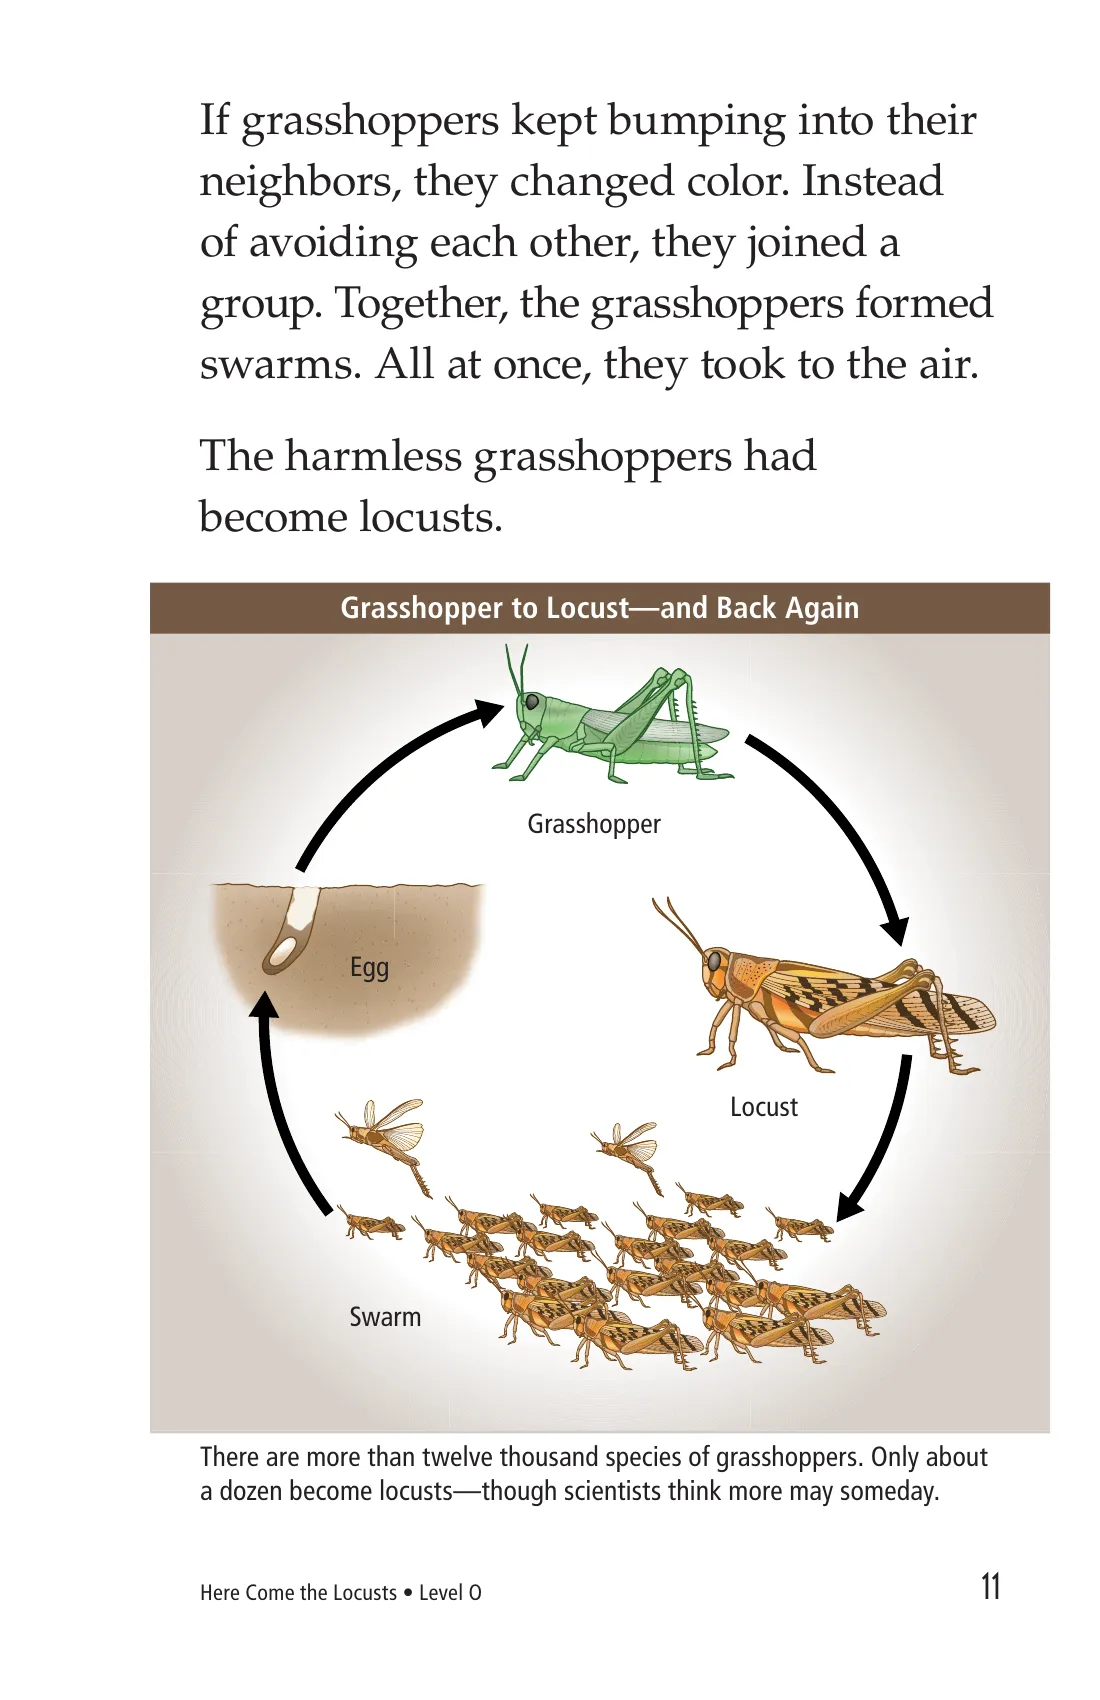 If grasshoppers kept bumping into their
neighbors, they changed color. Instead
of avoiding each other, they joined a
group. Together, the grasshoppers formed
swarms. All at once, they took to the air.
The harmless grasshoppers had
become locusts.
Grasshopper to Locust—and Back Again
Grasshopper
Egg
Locust
Swarm
There are more than twelve thousand species of grasshoppers. Only about
a dozen become locusts—though scientists think more may someday.
Here Come the Locusts • Level O
11